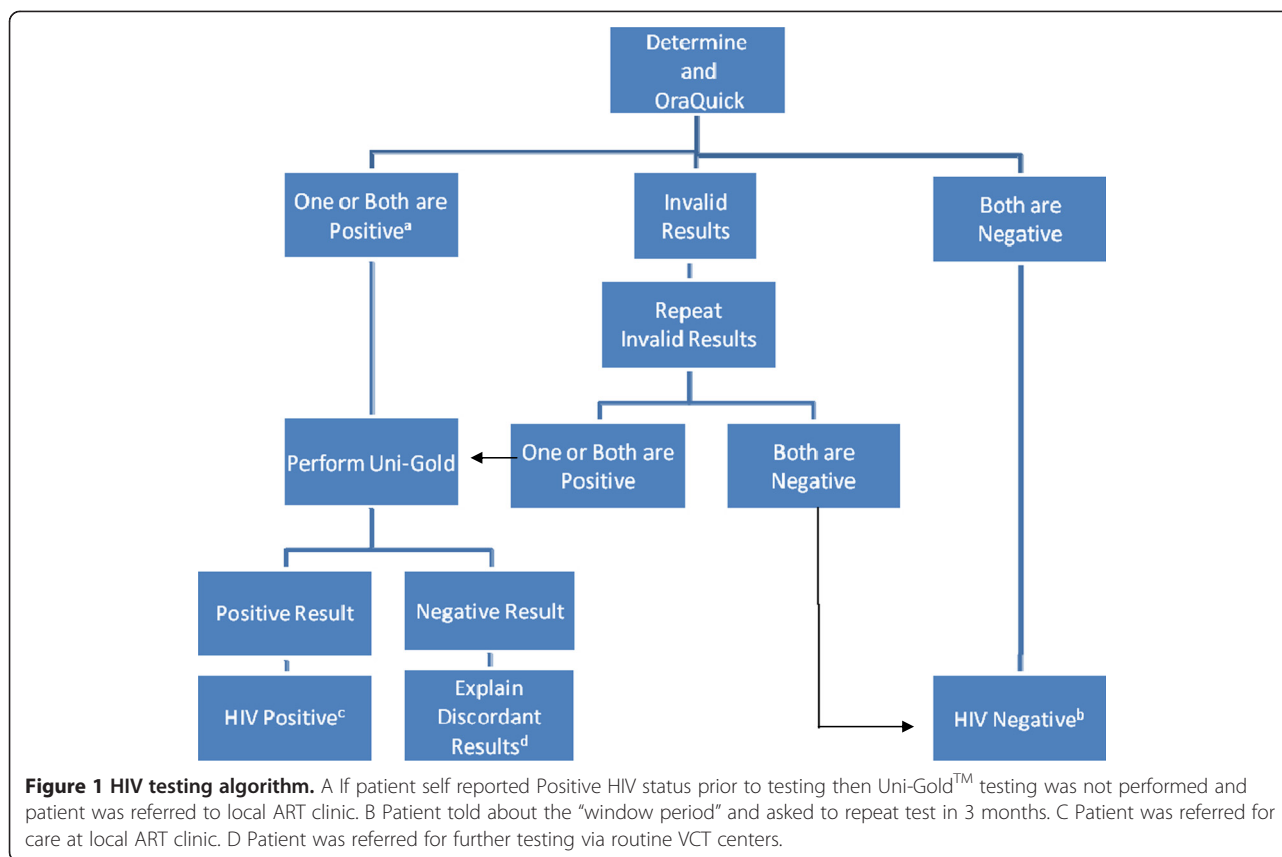 Determine
and
OraQuick
One or Both are
Positiveᵃ
Invalid
Results
Both are
Negative
Repeat
Invalid Results
Perform Uni-Gold
One or Both are
Positive
Both are
Negative
Positive Result
Negative Result
HIV Positiveᶜ
Explain
Discordant
Resultsᵈ
HIV Negativeᵇ
Figure 1 HIV testing algorithm. A If patient self reported Positive HIV status prior to testing then Uni-Gold™ testing was not performed and
patient was referred to local ART clinic. B Patient told about the “window period” and asked to repeat test in 3 months. C Patient was referred for
care at local ART clinic. D Patient was referred for further testing via routine VCT centers.